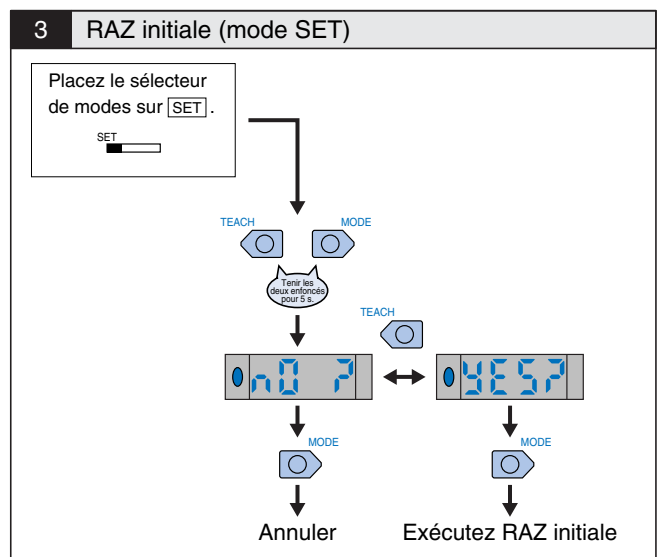 3 RAZ initiale (mode SET)
Placez le sélecteur
de modes sur SET .
SET
TEACH MODE
Tenir les
deux enfoncés
pour 5 s.
TEACH
nO ? YES?
MODE MODE
Annuler Exécutez RAZ initiale